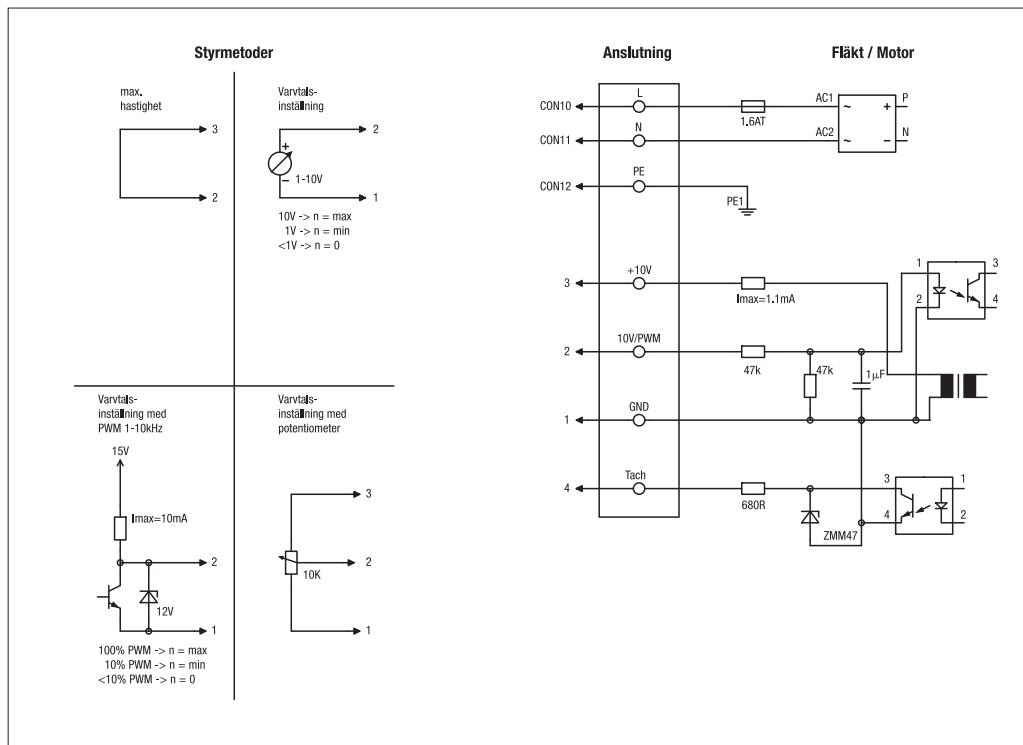 Styrmetoder
max.
hastighet
3
2
Varvtals-
inställning
2
+
–
1-10V
1
10V -> n = max
1V -> n = min
<1V -> n = 0
Varvtals-
inställning med
PWM 1-10kHz
15V
Imax=10mA
2
12V
1
100% PWM -> n = max
10% PWM -> n = min
<10% PWM -> n = 0
Varvtals-
inställning med
potentiometer
3
2
10K
1
Anslutning
Fläkt / Motor
CON10
L
1.6AT
AC1
~
+
P
CON11
N
AC2
~
–
N
CON12
PE
PE1
3
+10V
Imax=1.1mA
1
2
3
4
2
10V/PWM
47k
47k
1µF
1
GND
4
Tach
680R
ZMM47
3
4
1
2